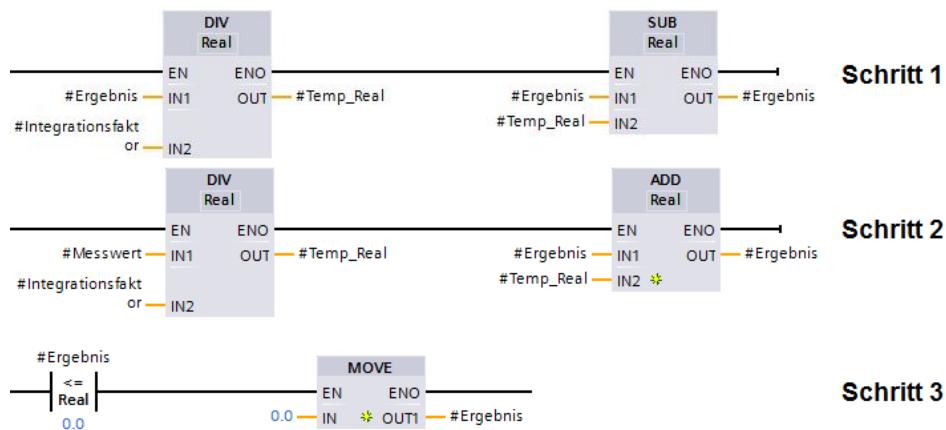 DIV
Real
EN ENO
#Ergebnis IN1 OUT #Temp_Real
#Integrationsfakt
or IN2
SUB
Real
EN ENO
#Ergebnis IN1 OUT #Ergebnis
#Temp_Real IN2
Schritt 1
DIV
Real
EN ENO
#Messwert IN1 OUT #Temp_Real
#Integrationsfakt
or IN2
ADD
Real
EN ENO
#Ergebnis IN1 OUT #Ergebnis
#Temp_Real IN2
Schritt 2
#Ergebnis
<=
Real
0.0
MOVE
EN ENO
0.0 IN OUT1 #Ergebnis
Schritt 3